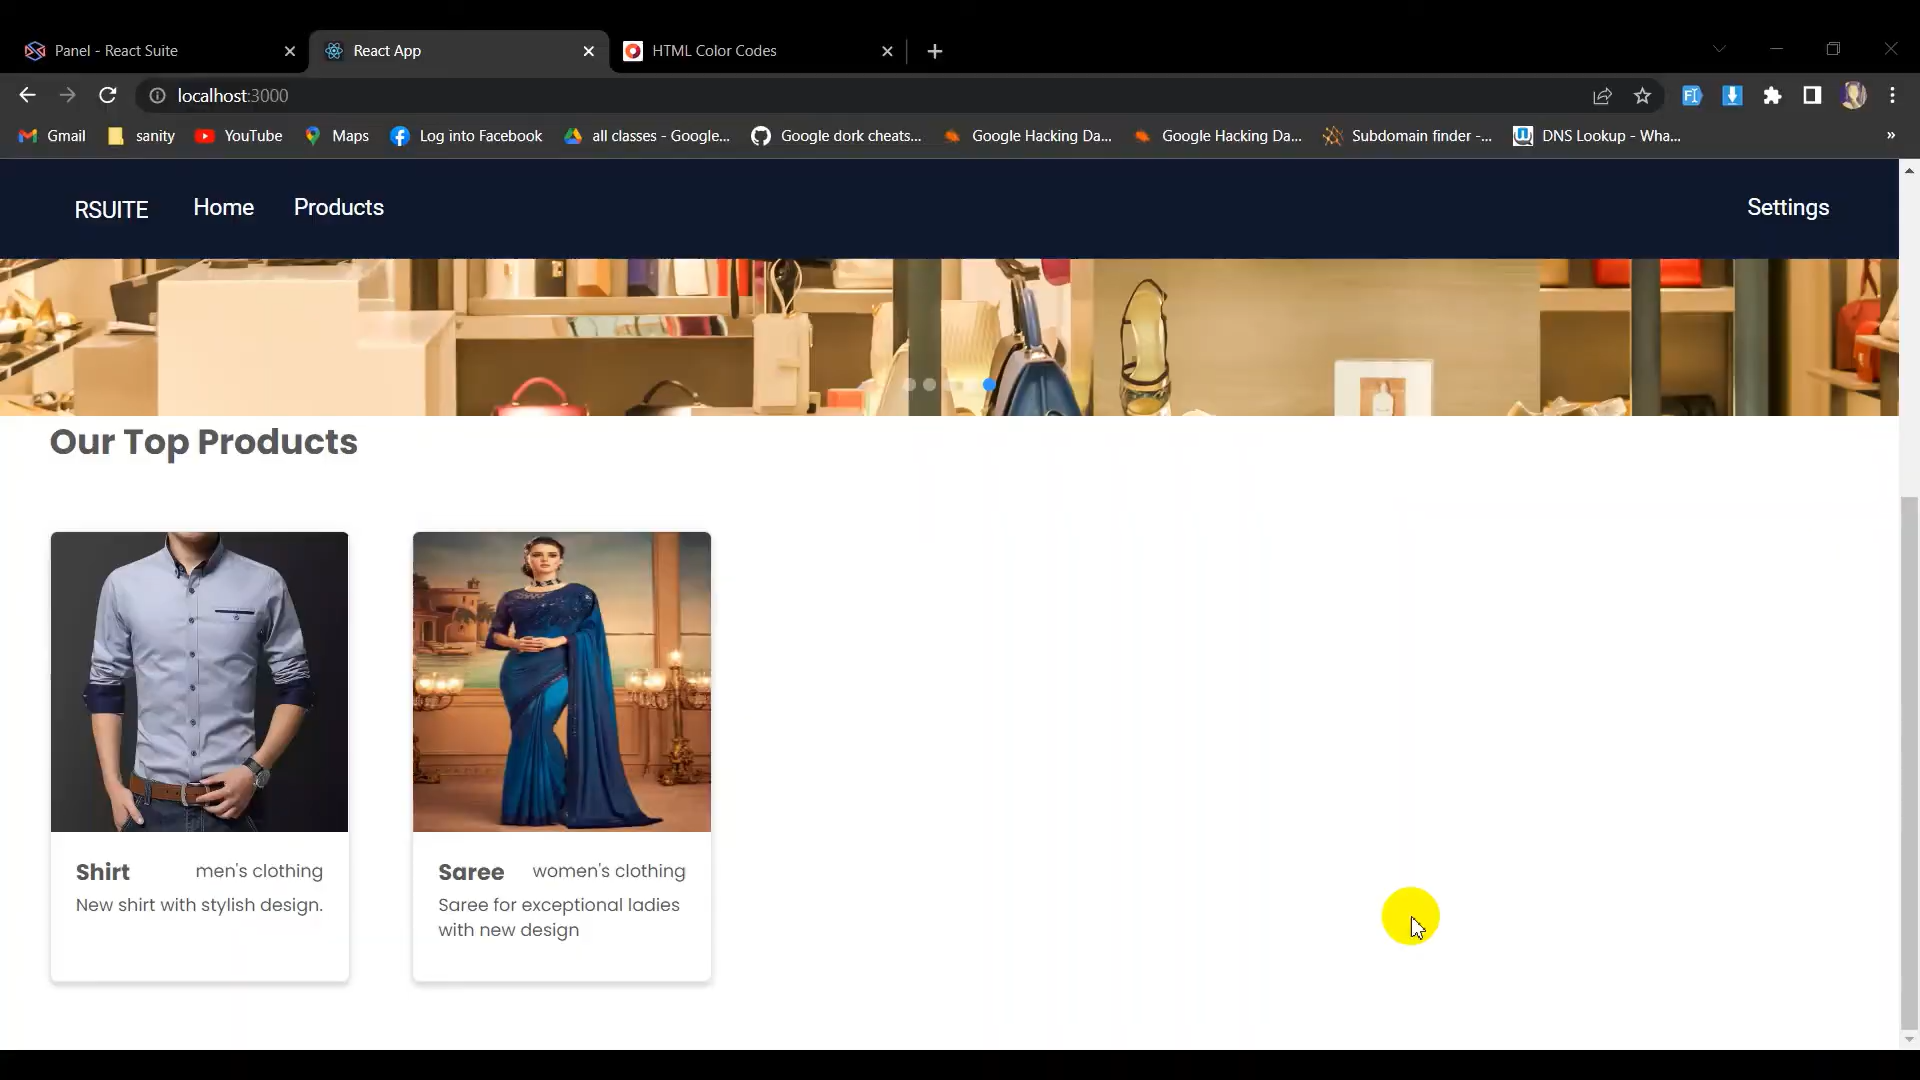 Panel - React Suite
React App
HTML Color Codes
localhost:3000
Gmail
sanity
YouTube
Maps
Log into Facebook
all classes - Google...
Google dork cheats...
Google Hacking Da...
Google Hacking Da...
Subdomain finder -...
DNS Lookup - Wha...
»
RSUITE
Home
Products
Settings
Our Top Products
Shirt
men's clothing
New shirt with stylish design.
Saree
women's clothing
Saree for exceptional ladies
with new design